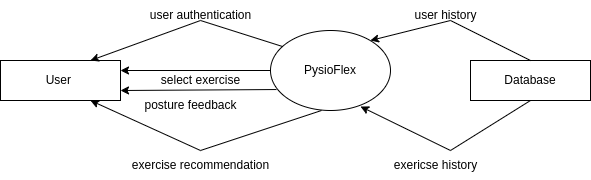 user authentication
user history
User
select exercise
PysioFlex
Database
posture feedback
exercise recommendation
exericse history